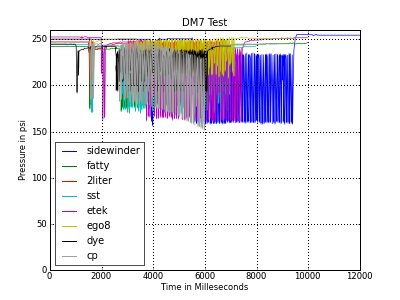 DM7 Test
250
200
150
100
50
0
Pressure in psi
sidewinder
fatty
2liter
sst
etek
ego8
dye
cp
0 2000 4000 6000 8000 10000 12000
Time in Milleseconds